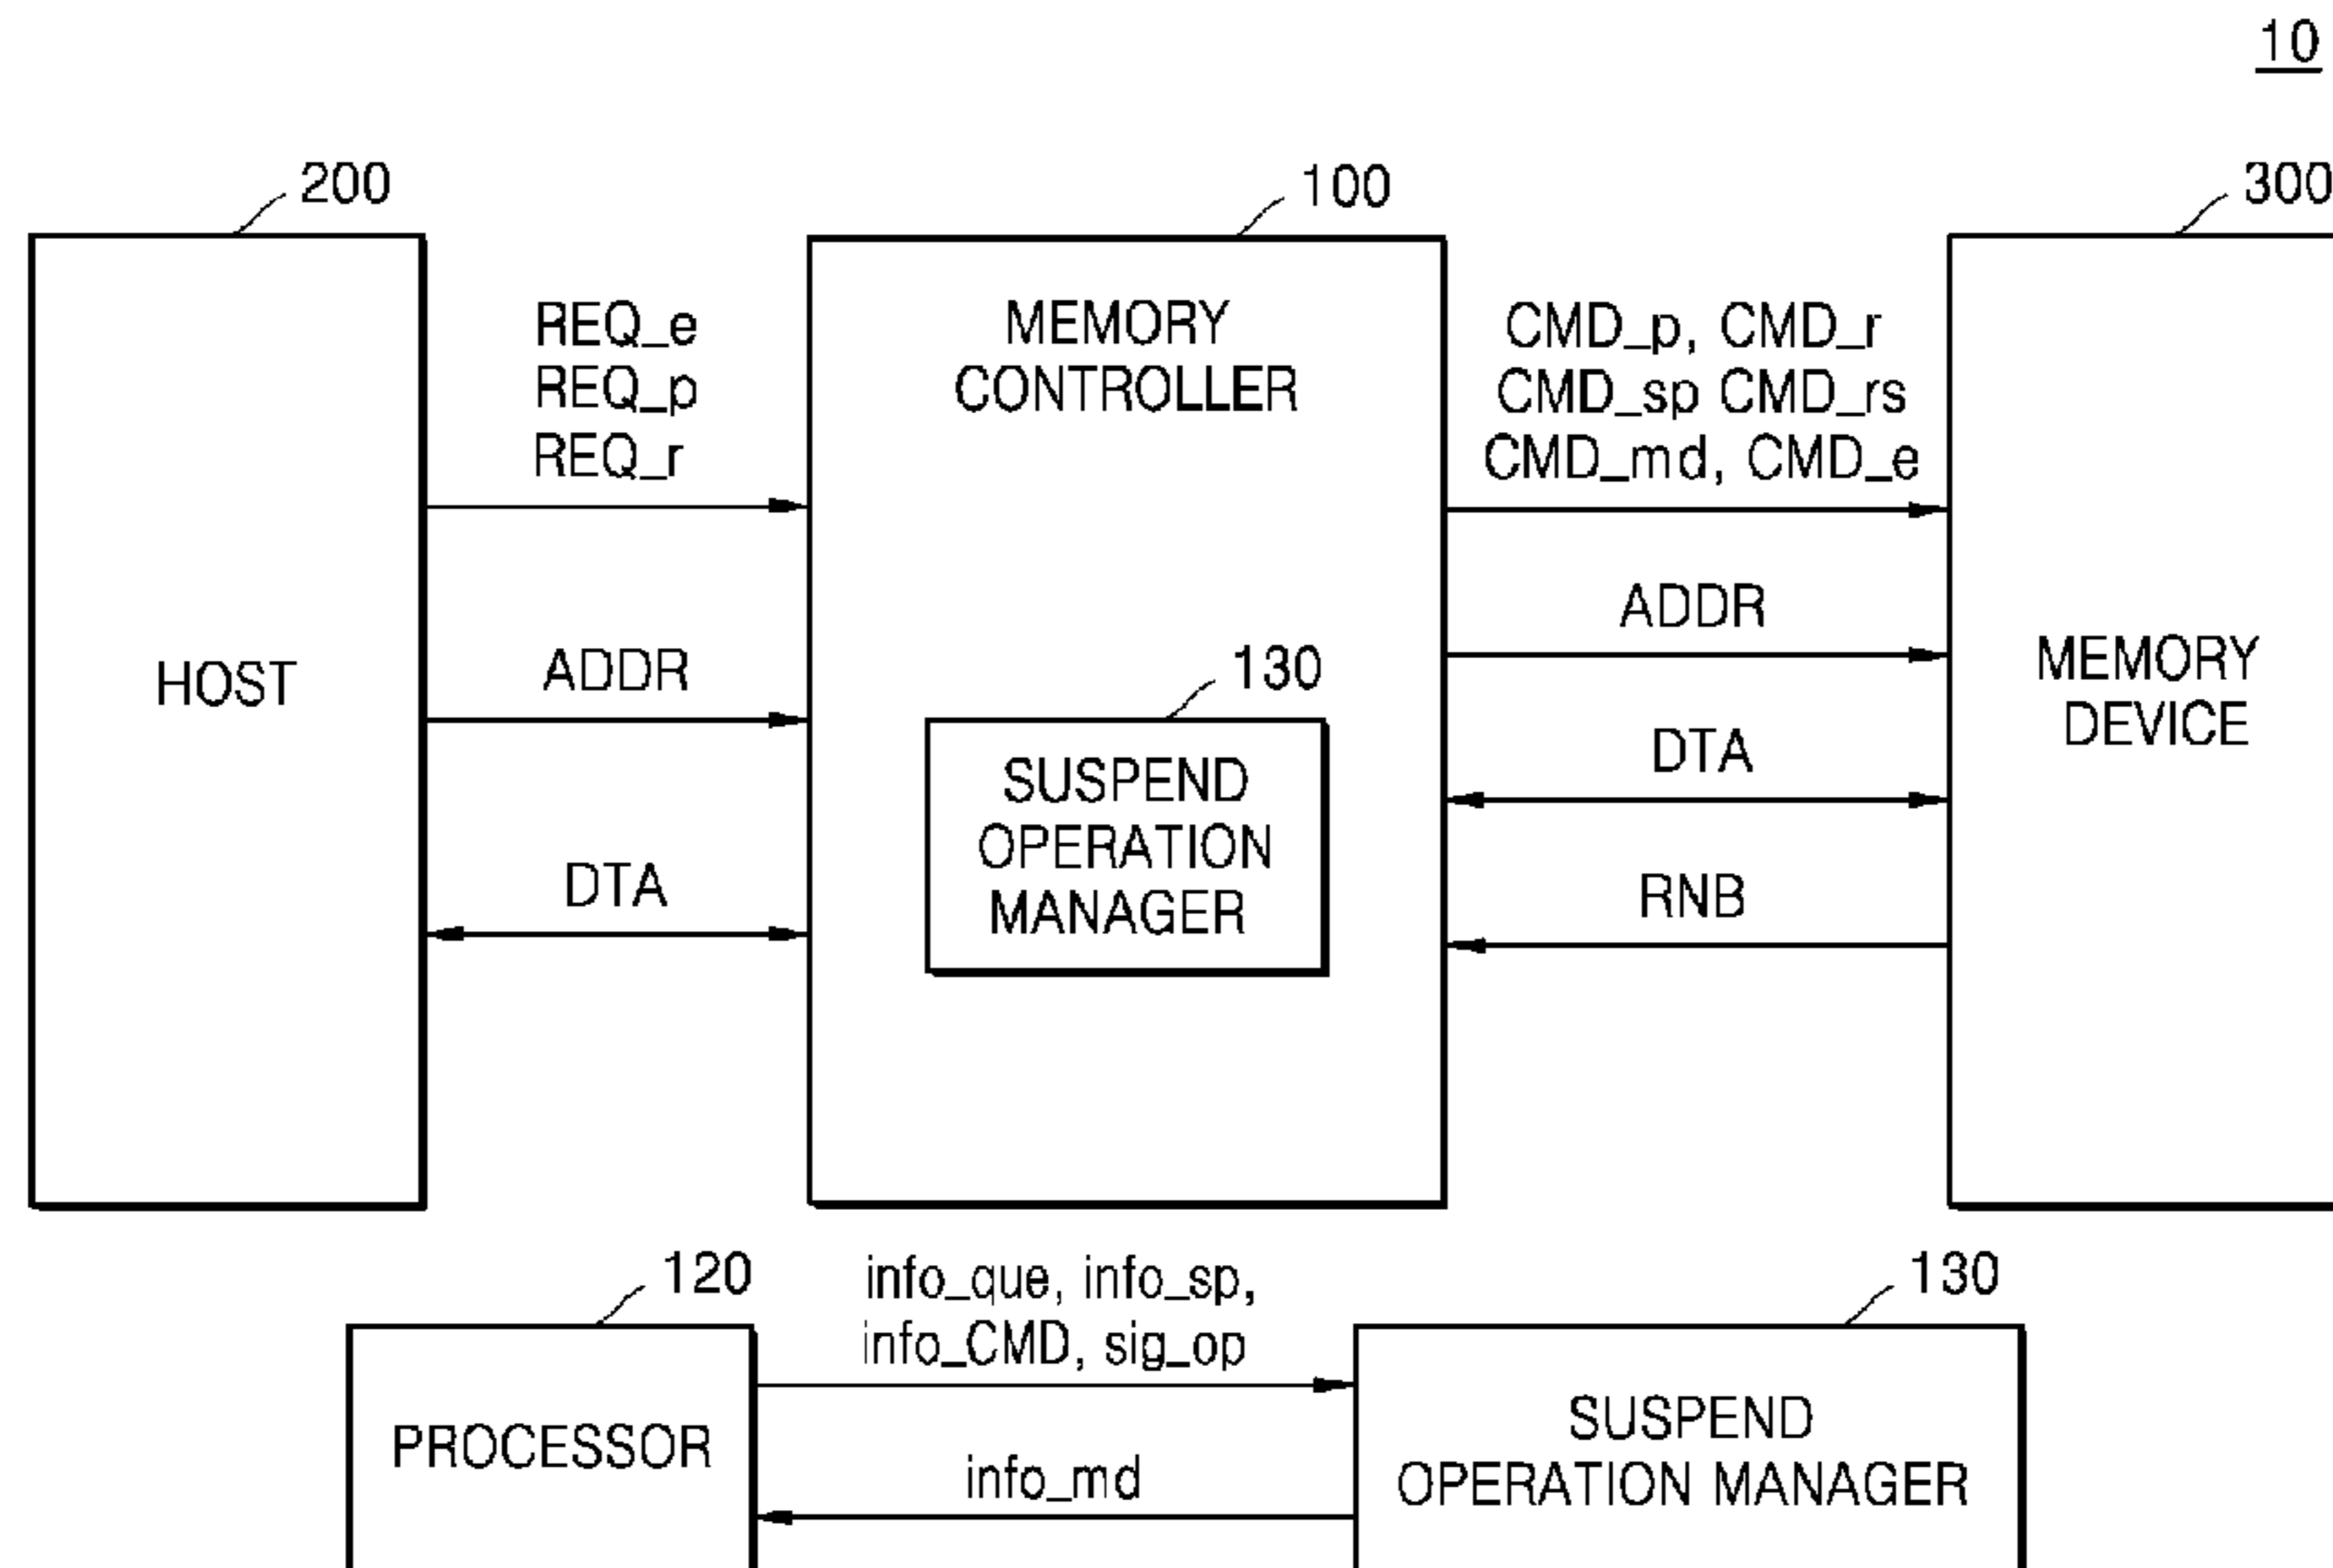 10
200
100
300
REQ_e
REQ_p
REQ_r
MEMORY
CONTROLLER
CMD_p, CMD_r
CMD_sp CMD_rs
CMD_md, CMD_e
ADDR
130
HOST
ADDR
MEMORY
DEVICE
DTA
SUSPEND
OPERATION
MANAGER
DTA
RNB
120
info_que, info_sp,
info_CMD, sig_op
130
PROCESSOR
SUSPEND
OPERATION MANAGER
info_md